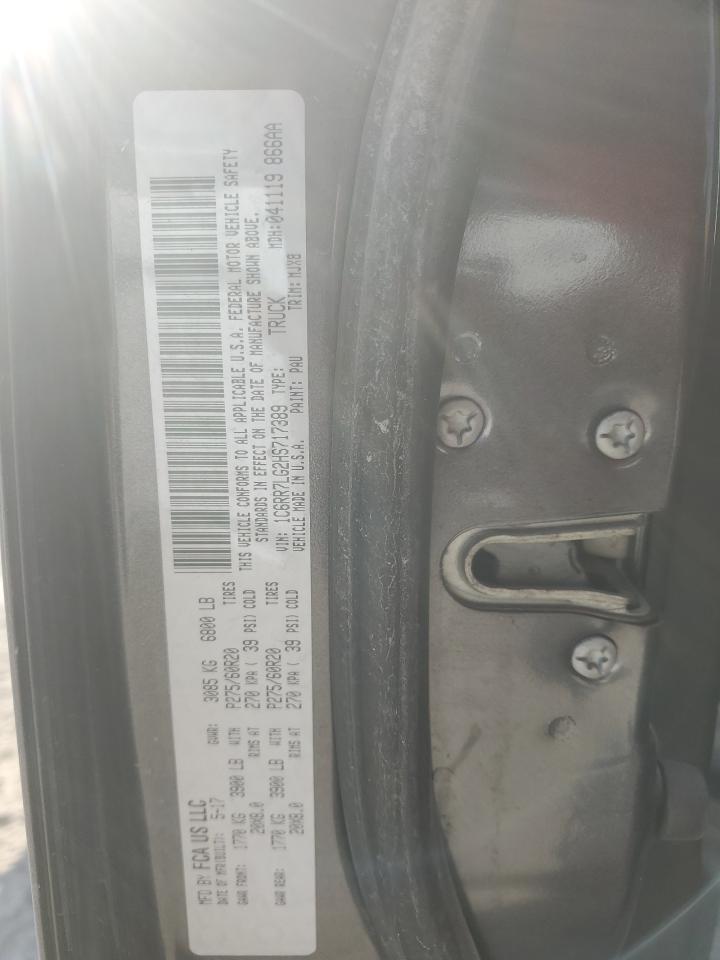 MFD BY FCA US LLC
DATE OF MFR(BUILT): 5-17 GVWR: 3085 KG 6800 LB
GAWR FRONT: 1770 KG 3900 LB WITH P275/60R20 TIRES
20X8.0 RIMS AT 270 KPA ( 39 PSI) COLD
GAWR REAR: 1770 KG 3900 LB WITH P275/60R20 TIRES
20X8.0 RIMS AT 270 KPA ( 39 PSI) COLD
THIS VEHICLE CONFORMS TO ALL APPLICABLE U.S.A. FEDERAL MOTOR VEHICLE SAFETY
STANDARDS IN EFFECT ON THE DATE OF MANUFACTURE SHOWN ABOVE.
VIN: 1C6RR7LG2HS717389 TYPE: TRUCK MDH:041119 866AA
VEHICLE MADE IN U.S.A. PAINT: PAU TRIM: MJX8